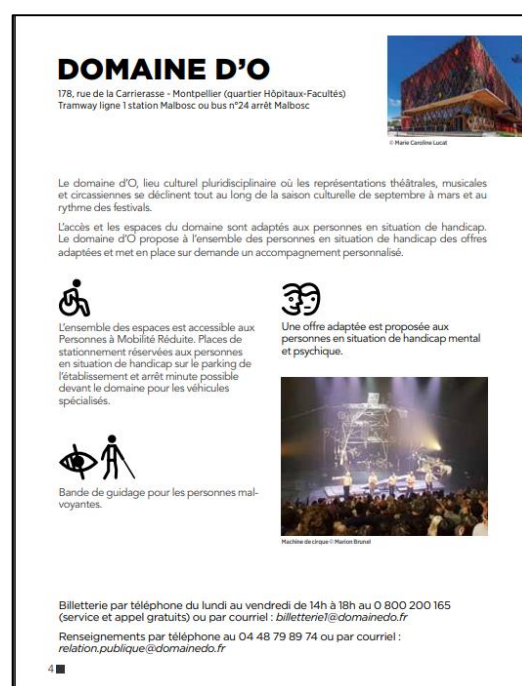 DOMAINE D'O
178, rue de la Carrierasse - Montpellier (quartier Hôpitaux-Facultés)
Tramway ligne 1 station Malbosc ou bus n°24 arrêt Malbosc
© Marie Caroline Lucat
Le domaine d'O, lieu culturel pluridisciplinaire où les représentations théâtrales, musicales
et circassiennes se déclinent tout au long de la saison culturelle de septembre à mars et au
rythme des festivals.
L'accès et les espaces du domaine sont adaptés aux personnes en situation de handicap.
Le domaine d'O propose à l'ensemble des personnes en situation de handicap des offres
adaptées et met en place sur demande un accompagnement personnalisé.
L'ensemble des espaces est accessible aux
Personnes à Mobilité Réduite. Places de
stationnement réservées aux personnes
en situation de handicap sur le parking de
l'établissement et arrêt minute possible
devant le domaine pour les véhicules
spécialisés.
Une offre adaptée est proposée aux
personnes en situation de handicap mental
et psychique.
Bande de guidage pour les personnes mal-
voyantes.
Machine de cirque © Marion Brunel
Billetterie par téléphone du lundi au vendredi de 14h à 18h au 0 800 200 165
(service et appel gratuits) ou par courriel : billetterie1@domainedo.fr
Renseignements par téléphone au 04 48 79 89 74 ou par courriel :
relation.publique@domainedo.fr
4